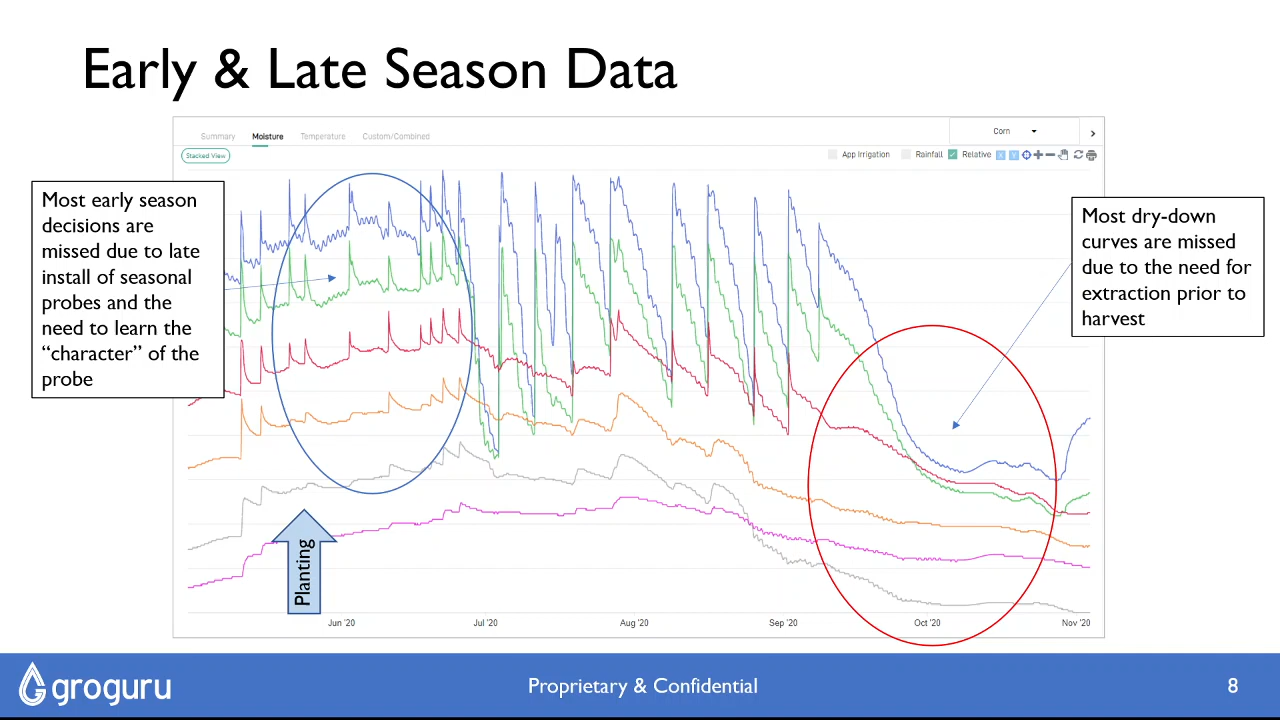 Early & Late Season Data
Summary Moisture Temperature Custom/Combined
Corn
Stacked View
App Irrigation Rainfall Relative
X Y
Most early season
decisions are
missed due to late
install of seasonal
probes and the
need to learn the
“character” of the
probe
Most dry-down
curves are missed
due to the need for
extraction prior to
harvest
Planting
Jun '20 Jul '20 Aug '20 Sep '20 Oct '20 Nov '20
groguru
Proprietary & Confidential
8